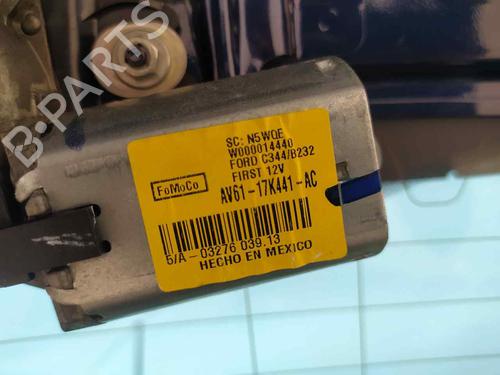 SC: N5WQE
W000014440
FORD C344/B232
FIRST 12V
FoMoCo
AV61-17K441-AC
6/A-03276 039.13
HECHO EN MEXICO
B-PARTS